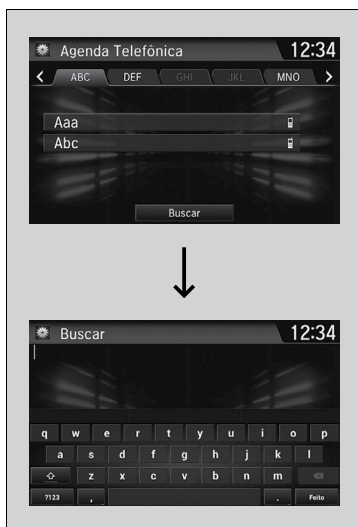 Agenda Telefônica 12:34
ABC DEF GHI JKL MNO
Aaa
Abc
Buscar
Buscar 12:34
q w e r t y u i o p
a s d f g h j k l
z x c v b n m
?123 , . Feito